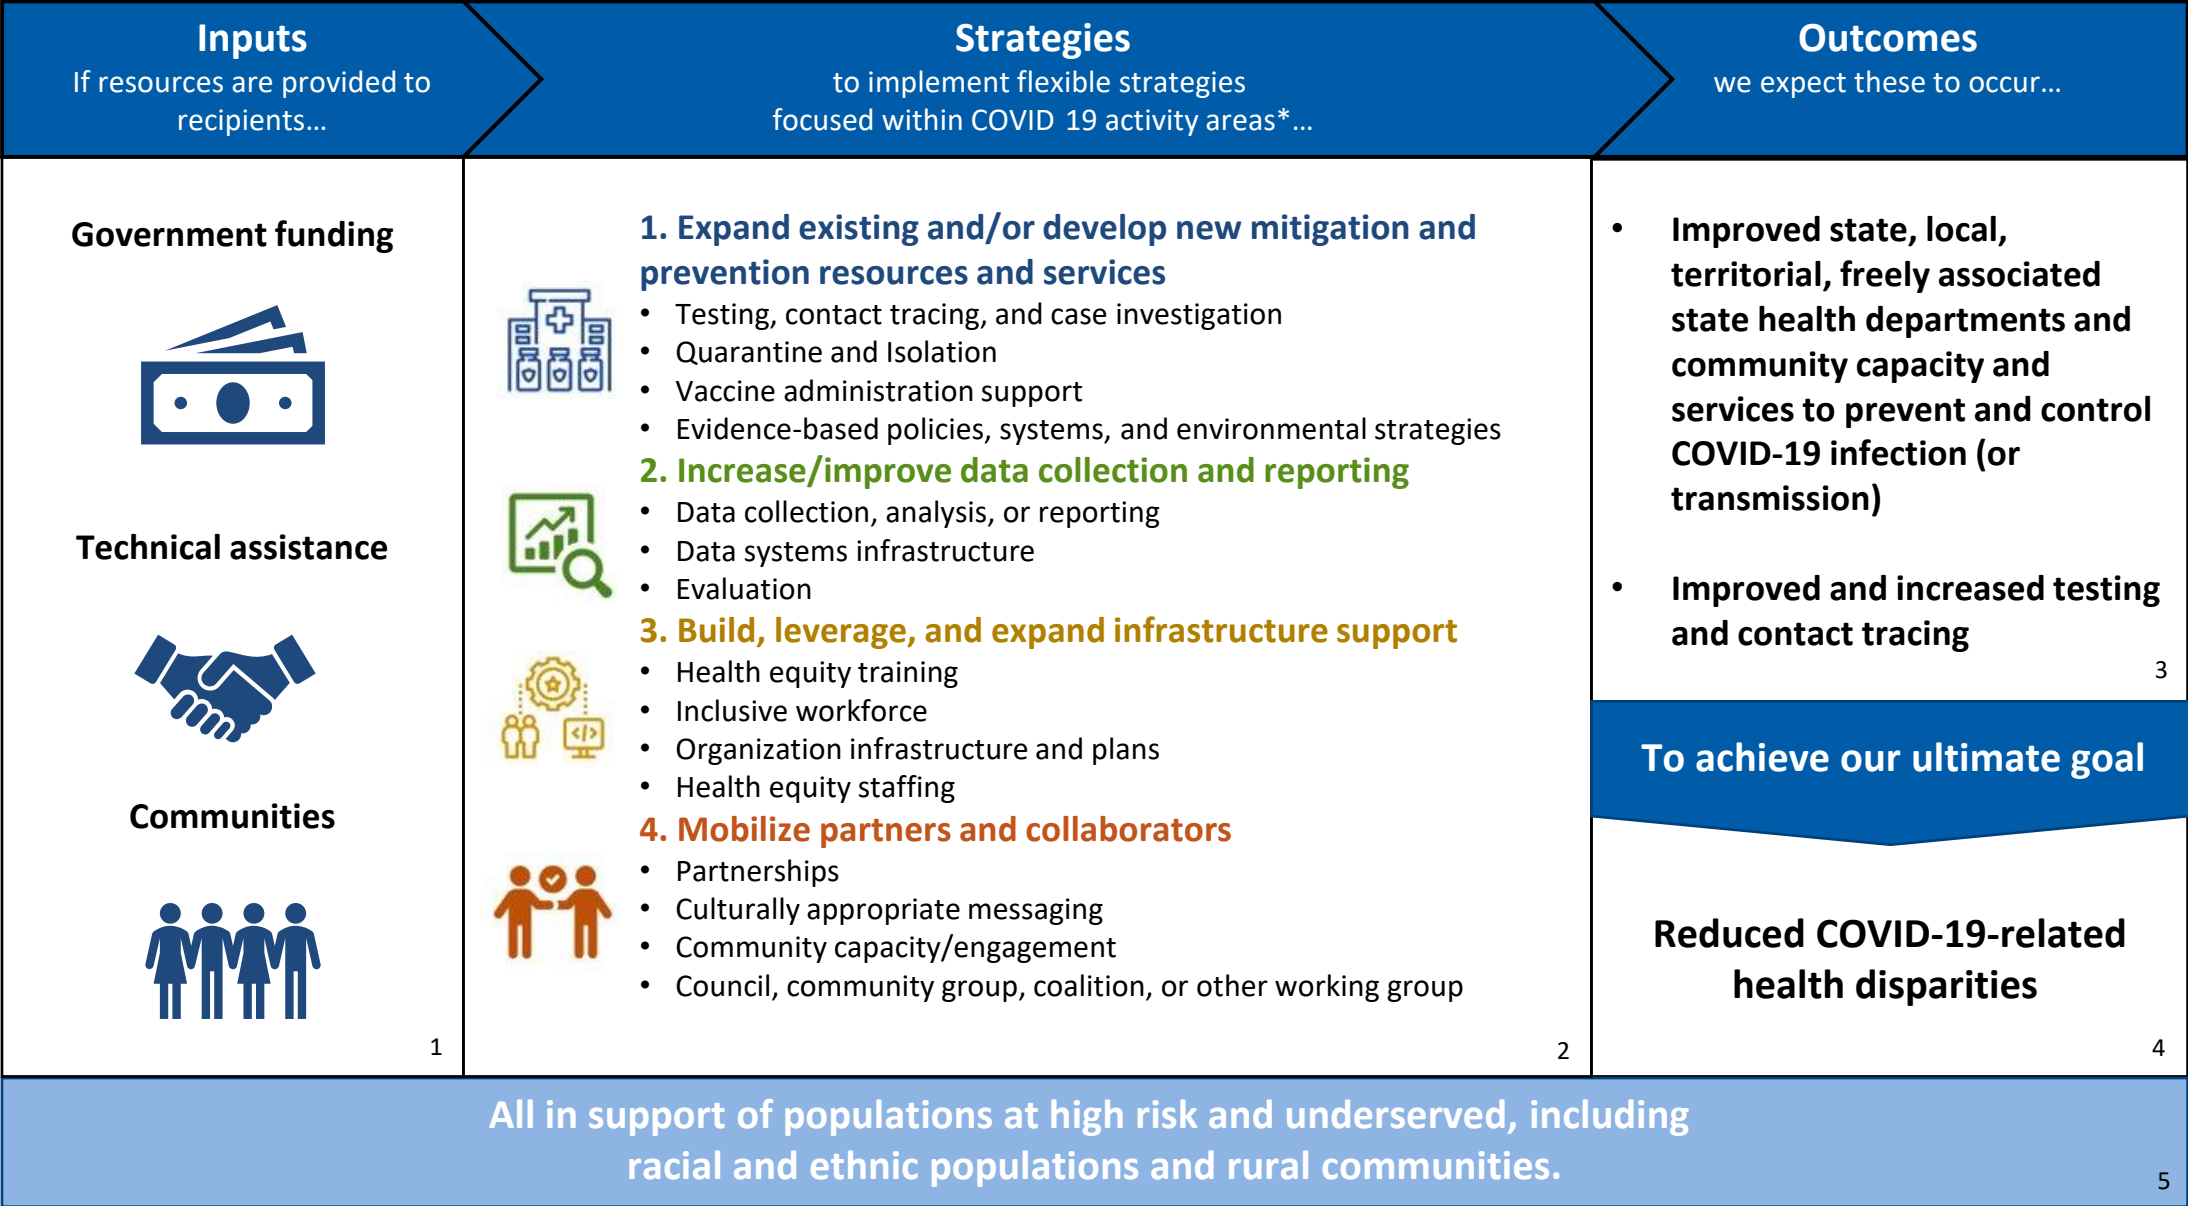 Inputs
If resources are provided to
recipients...
Strategies
to implement flexible strategies
focused within COVID 19 activity areas*...
Outcomes
we expect these to occur...
Government funding
Technical assistance
Communities
1
1. Expand existing and/or develop new mitigation and
prevention resources and services
• Testing, contact tracing, and case investigation
• Quarantine and Isolation
• Vaccine administration support
• Evidence-based policies, systems, and environmental strategies
2. Increase/improve data collection and reporting
• Data collection, analysis, or reporting
• Data systems infrastructure
• Evaluation
3. Build, leverage, and expand infrastructure support
• Health equity training
• Inclusive workforce
• Organization infrastructure and plans
• Health equity staffing
4. Mobilize partners and collaborators
• Partnerships
• Culturally appropriate messaging
• Community capacity/engagement
• Council, community group, coalition, or other working group
2
• Improved state, local,
territorial, freely associated
state health departments and
community capacity and
services to prevent and control
COVID-19 infection (or
transmission)
• Improved and increased testing
and contact tracing
3
To achieve our ultimate goal
Reduced COVID-19-related
health disparities
4
All in support of populations at high risk and underserved, including
racial and ethnic populations and rural communities.
5